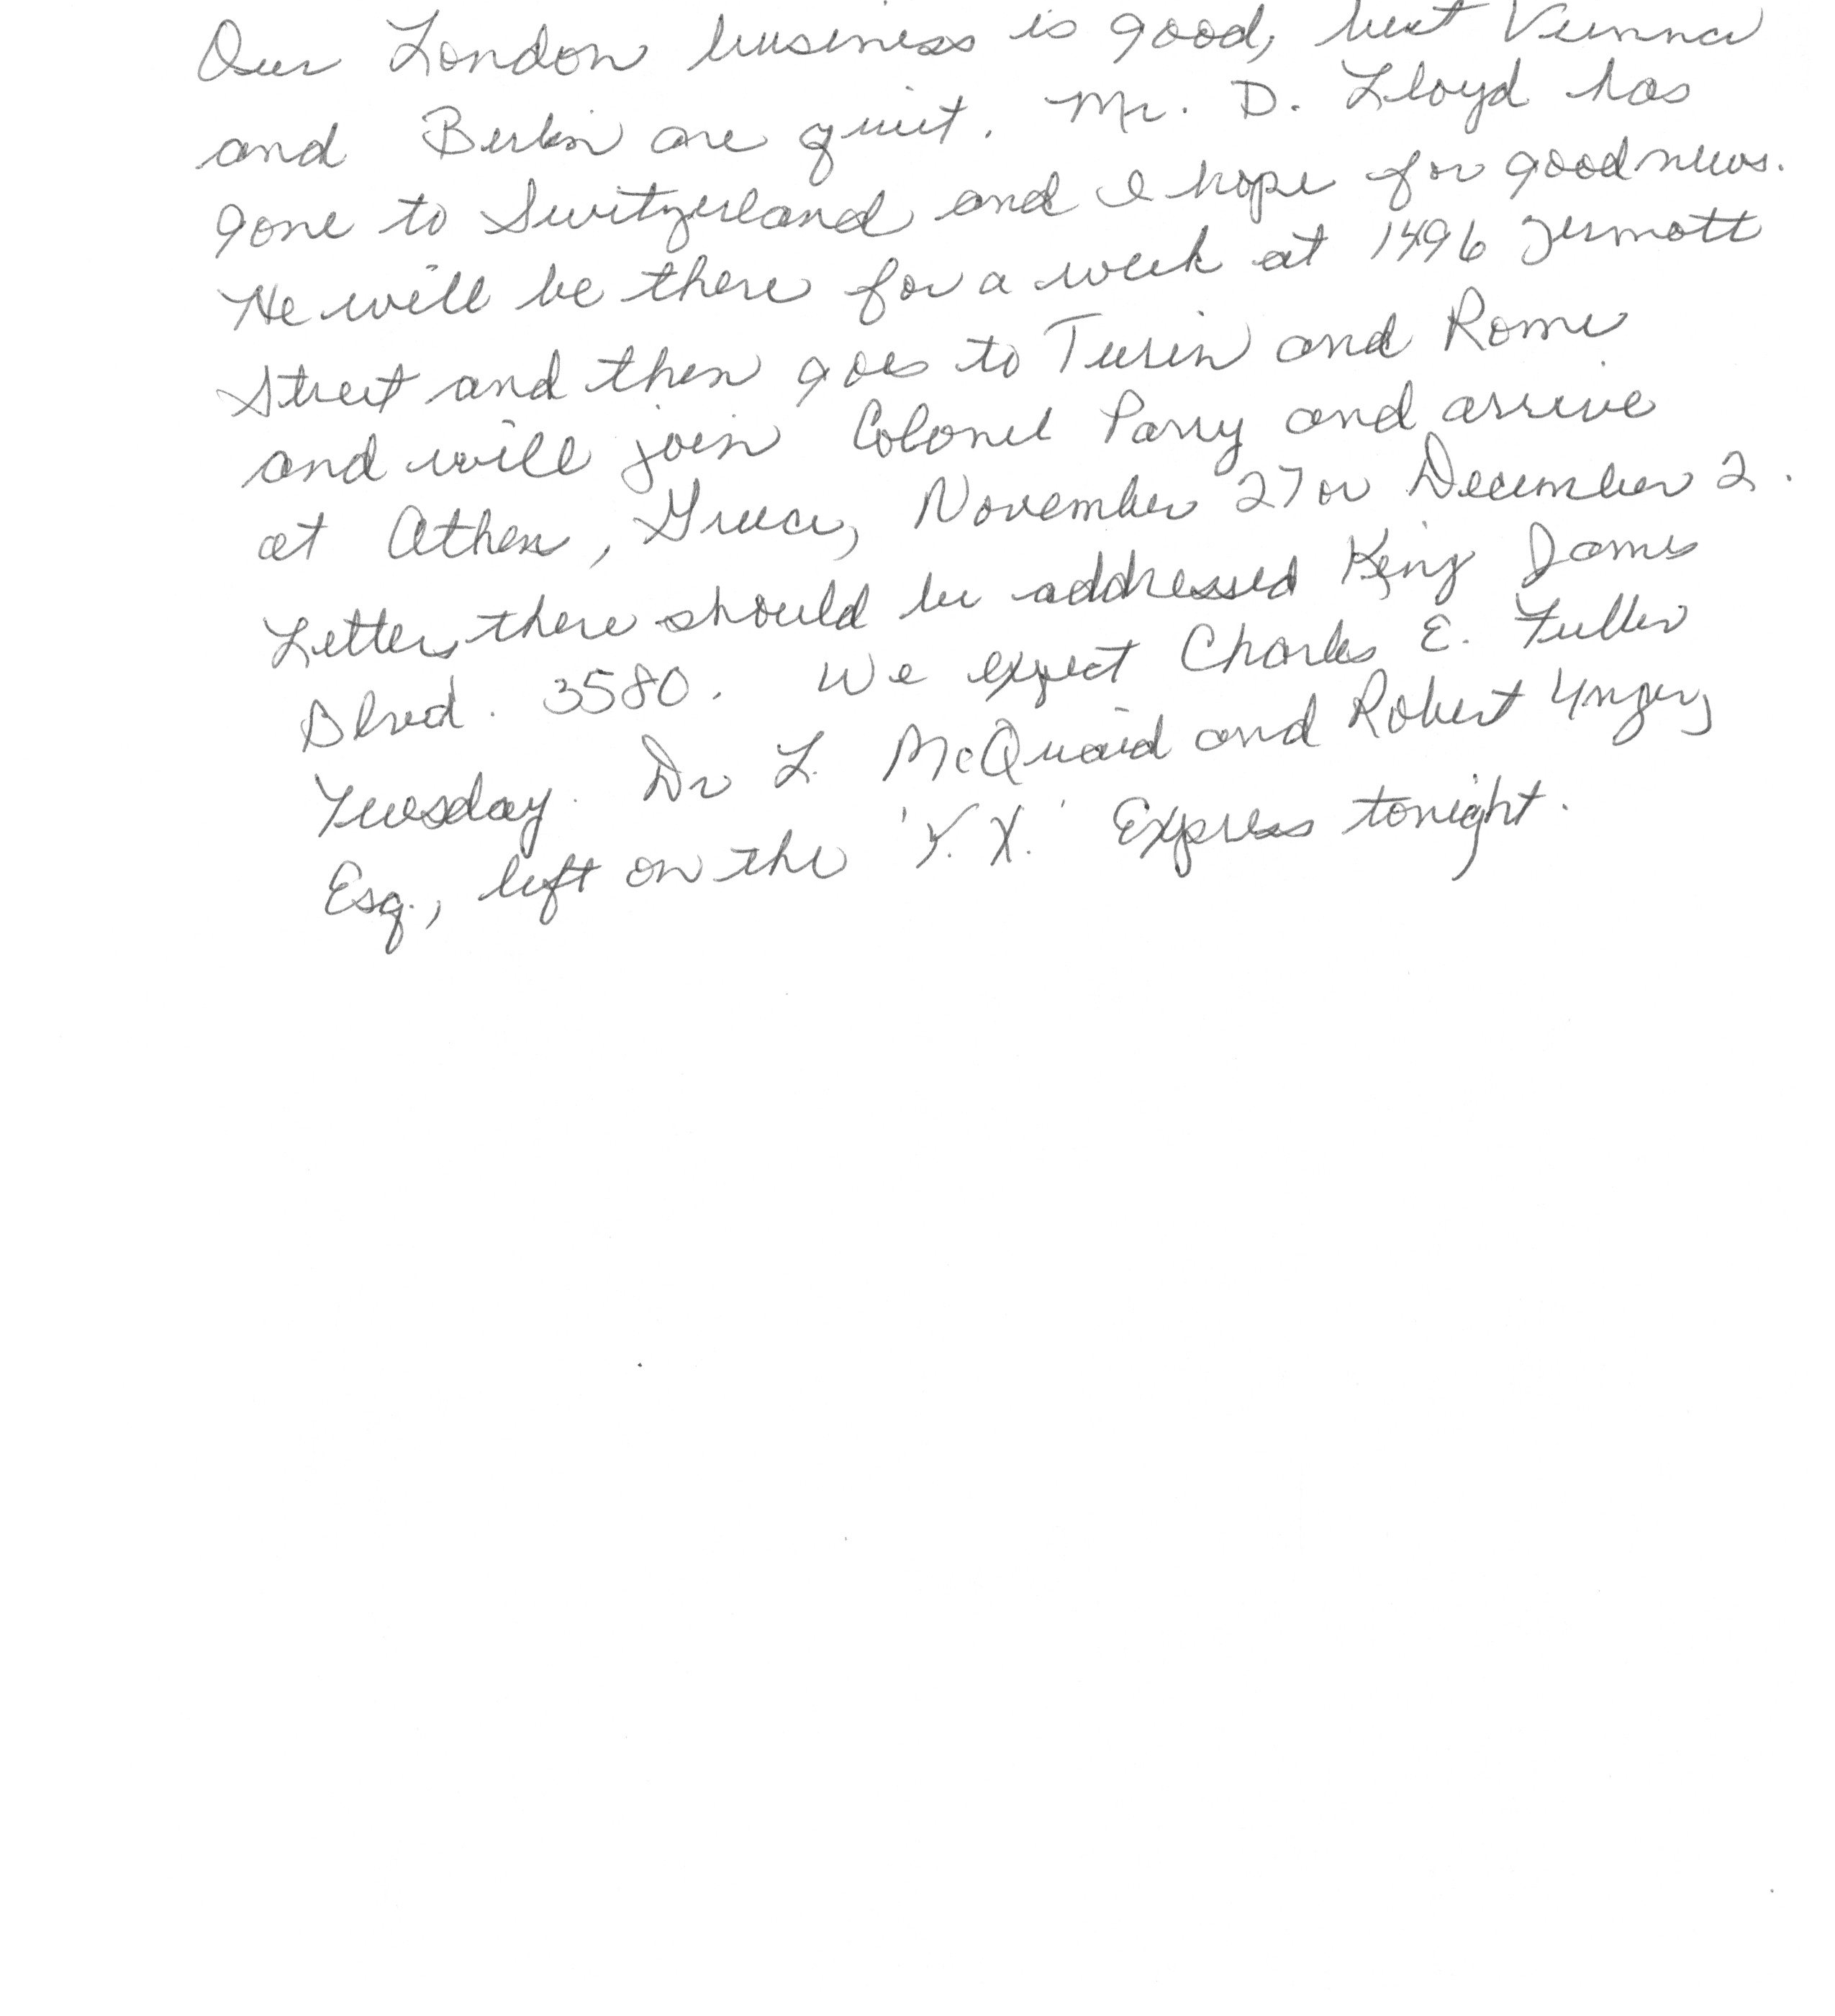 Our London business is good, but Vienna
and Berlin are quiet. Mr. D. Lloyd has
gone to Switzerland and I hope for good news.
He will be there for a week at 1496 Zermott
Street and then goes to Turin and Rome
and will join Colonel Parry and arrive
at Athens, Greece, November 27 or December 2.
Letters there should be addressed King James
Blvd. 3580. We expect Charles E. Fuller
Tuesday. Dr L. McQuaid and Robert Unger,
Esq., left on the 'Y. X.' Express tonight.